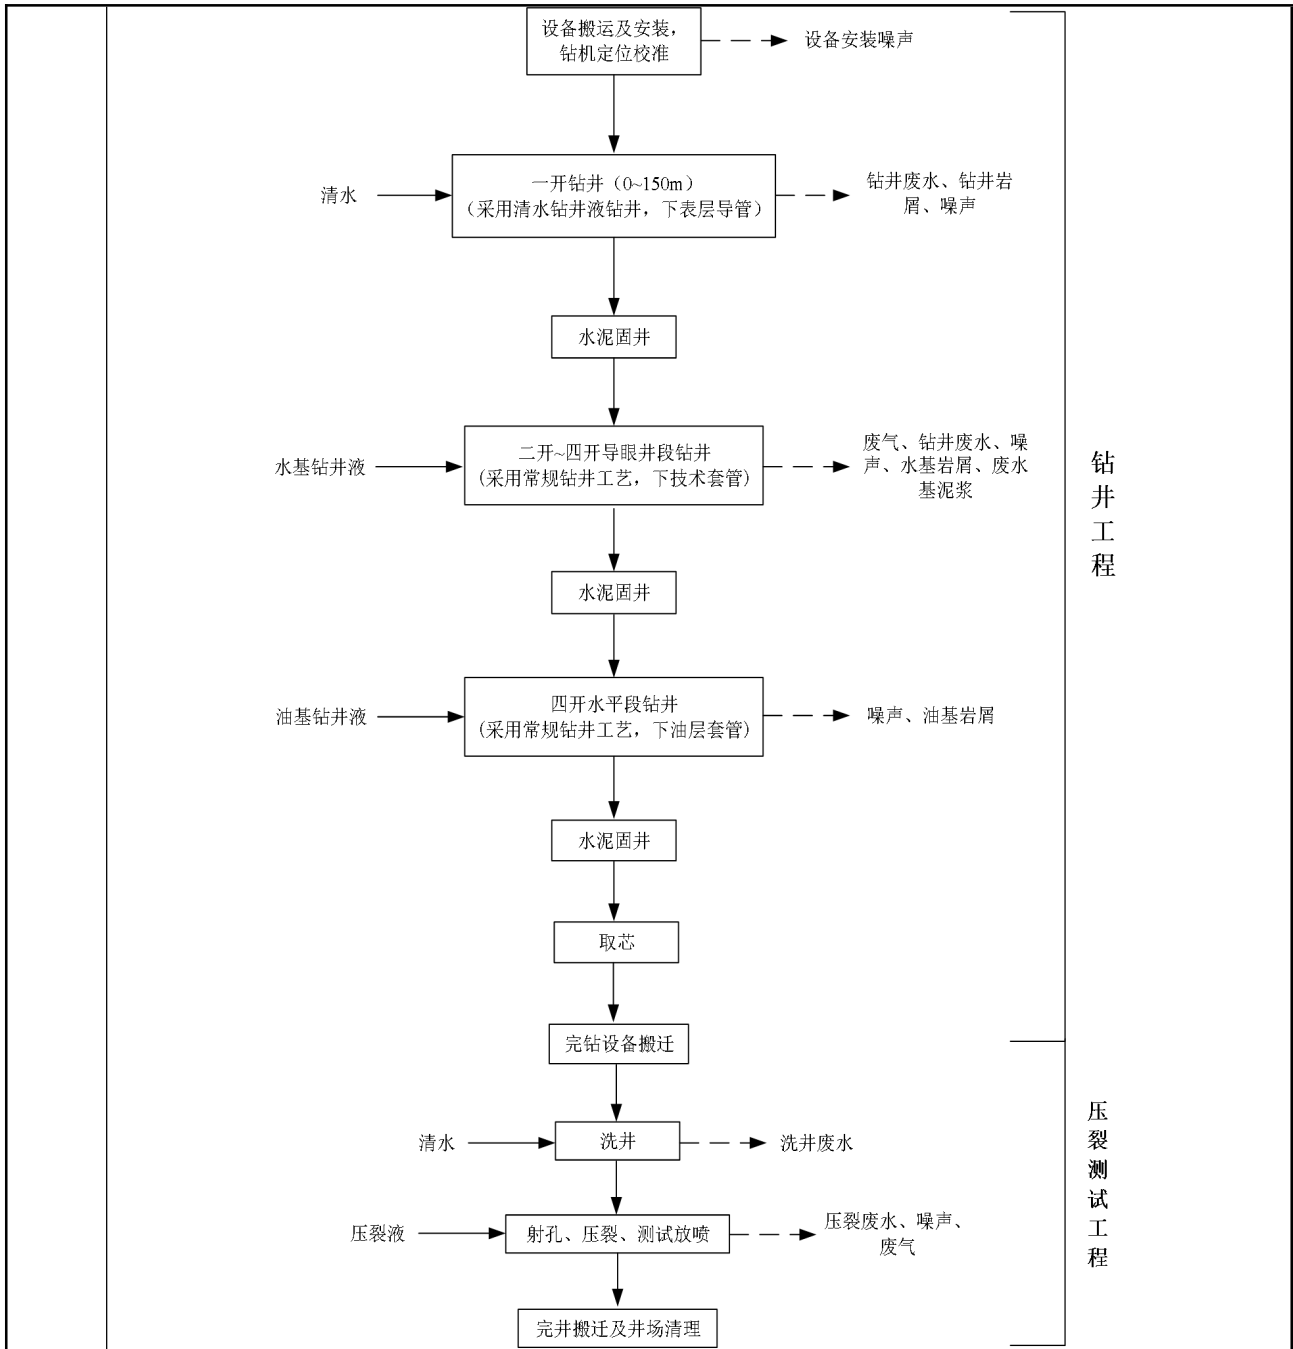 设备搬运及安装，
钻机定位校准
设备安装噪声
清水
一开钻井（0~150m）
（采用清水钻井液钻井，下表层导管）
钻井废水、钻井岩
屑、噪声
水泥固井
水基钻井液
二开~四开导眼井段钻井
(采用常规钻井工艺，下技术套管)
废气、钻井废水、噪
声、水基岩屑、废水
基泥浆
钻井工程
水泥固井
油基钻井液
四开水平段钻井
(采用常规钻井工艺，下油层套管)
噪声、油基岩屑
水泥固井
取芯
完钻设备搬迁
清水
洗井
洗井废水
压裂测试工程
压裂液
射孔、压裂、测试放喷
压裂废水、噪声、
废气
完井搬迁及井场清理